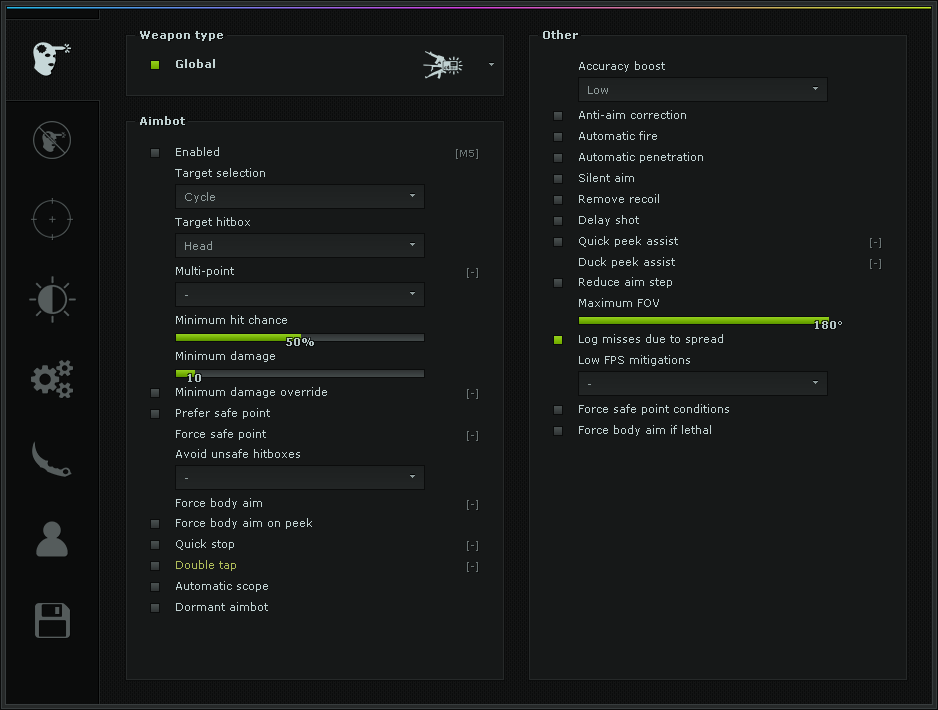 Weapon type
Global
Aimbot
Enabled [M5]
Target selection
Cycle
Target hitbox
Head
Multi-point [-]
-
Minimum hit chance
50%
Minimum damage
10
Minimum damage override [-]
Prefer safe point
Force safe point [-]
Avoid unsafe hitboxes
-
Force body aim [-]
Force body aim on peek
Quick stop [-]
Double tap [-]
Automatic scope
Dormant aimbot
Other
Accuracy boost
Low
Anti-aim correction
Automatic fire
Automatic penetration
Silent aim
Remove recoil
Delay shot
Quick peek assist [-]
Duck peek assist [-]
Reduce aim step
Maximum FOV
180°
Log misses due to spread
Low FPS mitigations
-
Force safe point conditions
Force body aim if lethal